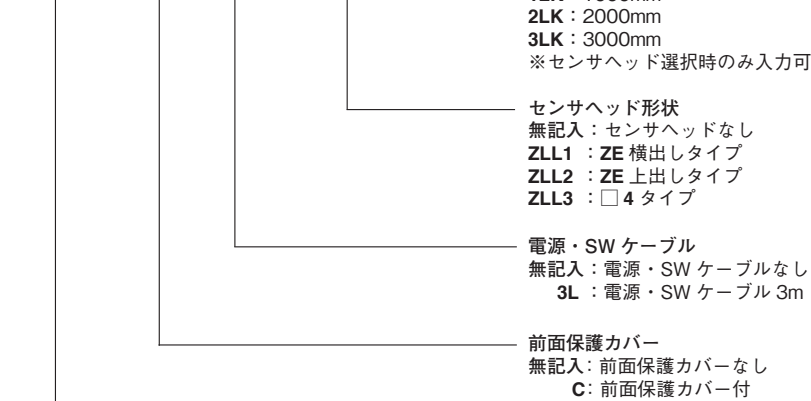 2LK：2000mm
3LK：3000mm
※センサヘッド選択時のみ入力可
センサヘッド形状
無記入：センサヘッドなし
ZLL1 ：ZE 横出しタイプ
ZLL2 ：ZE 上出しタイプ
ZLL3 ：□ 4 タイプ
電源・SW ケーブル
無記入：電源・SW ケーブルなし
3L ：電源・SW ケーブル 3m
前面保護カバー
無記入：前面保護カバーなし
C：前面保護カバー付